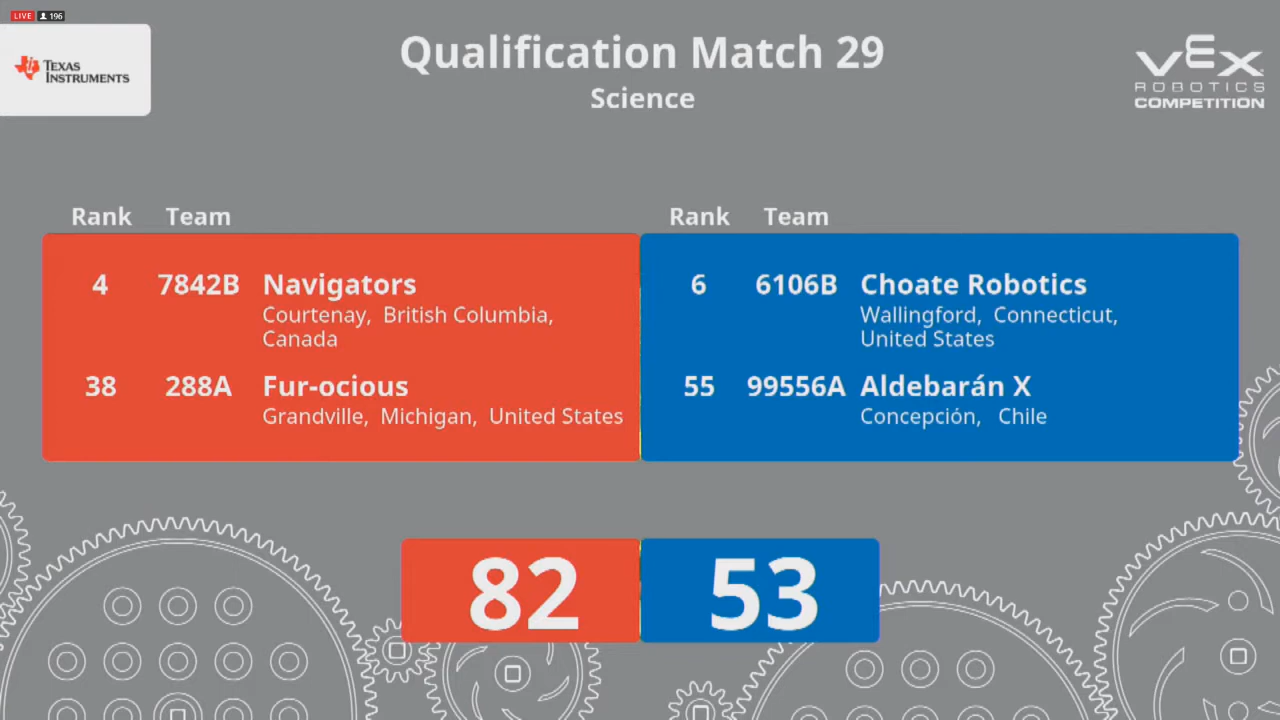 LIVE 196
TEXAS
INSTRUMENTS
Qualification Match 29
Science
VEX
ROBOTICS
COMPETITION
Rank Team
4 7842B Navigators
Courtenay, British Columbia,
Canada
38 288A Fur-ocious
Grandville, Michigan, United States
Rank Team
6 6106B Choate Robotics
Wallingford, Connecticut,
United States
55 99556A Aldebarán X
Concepción, Chile
82
53